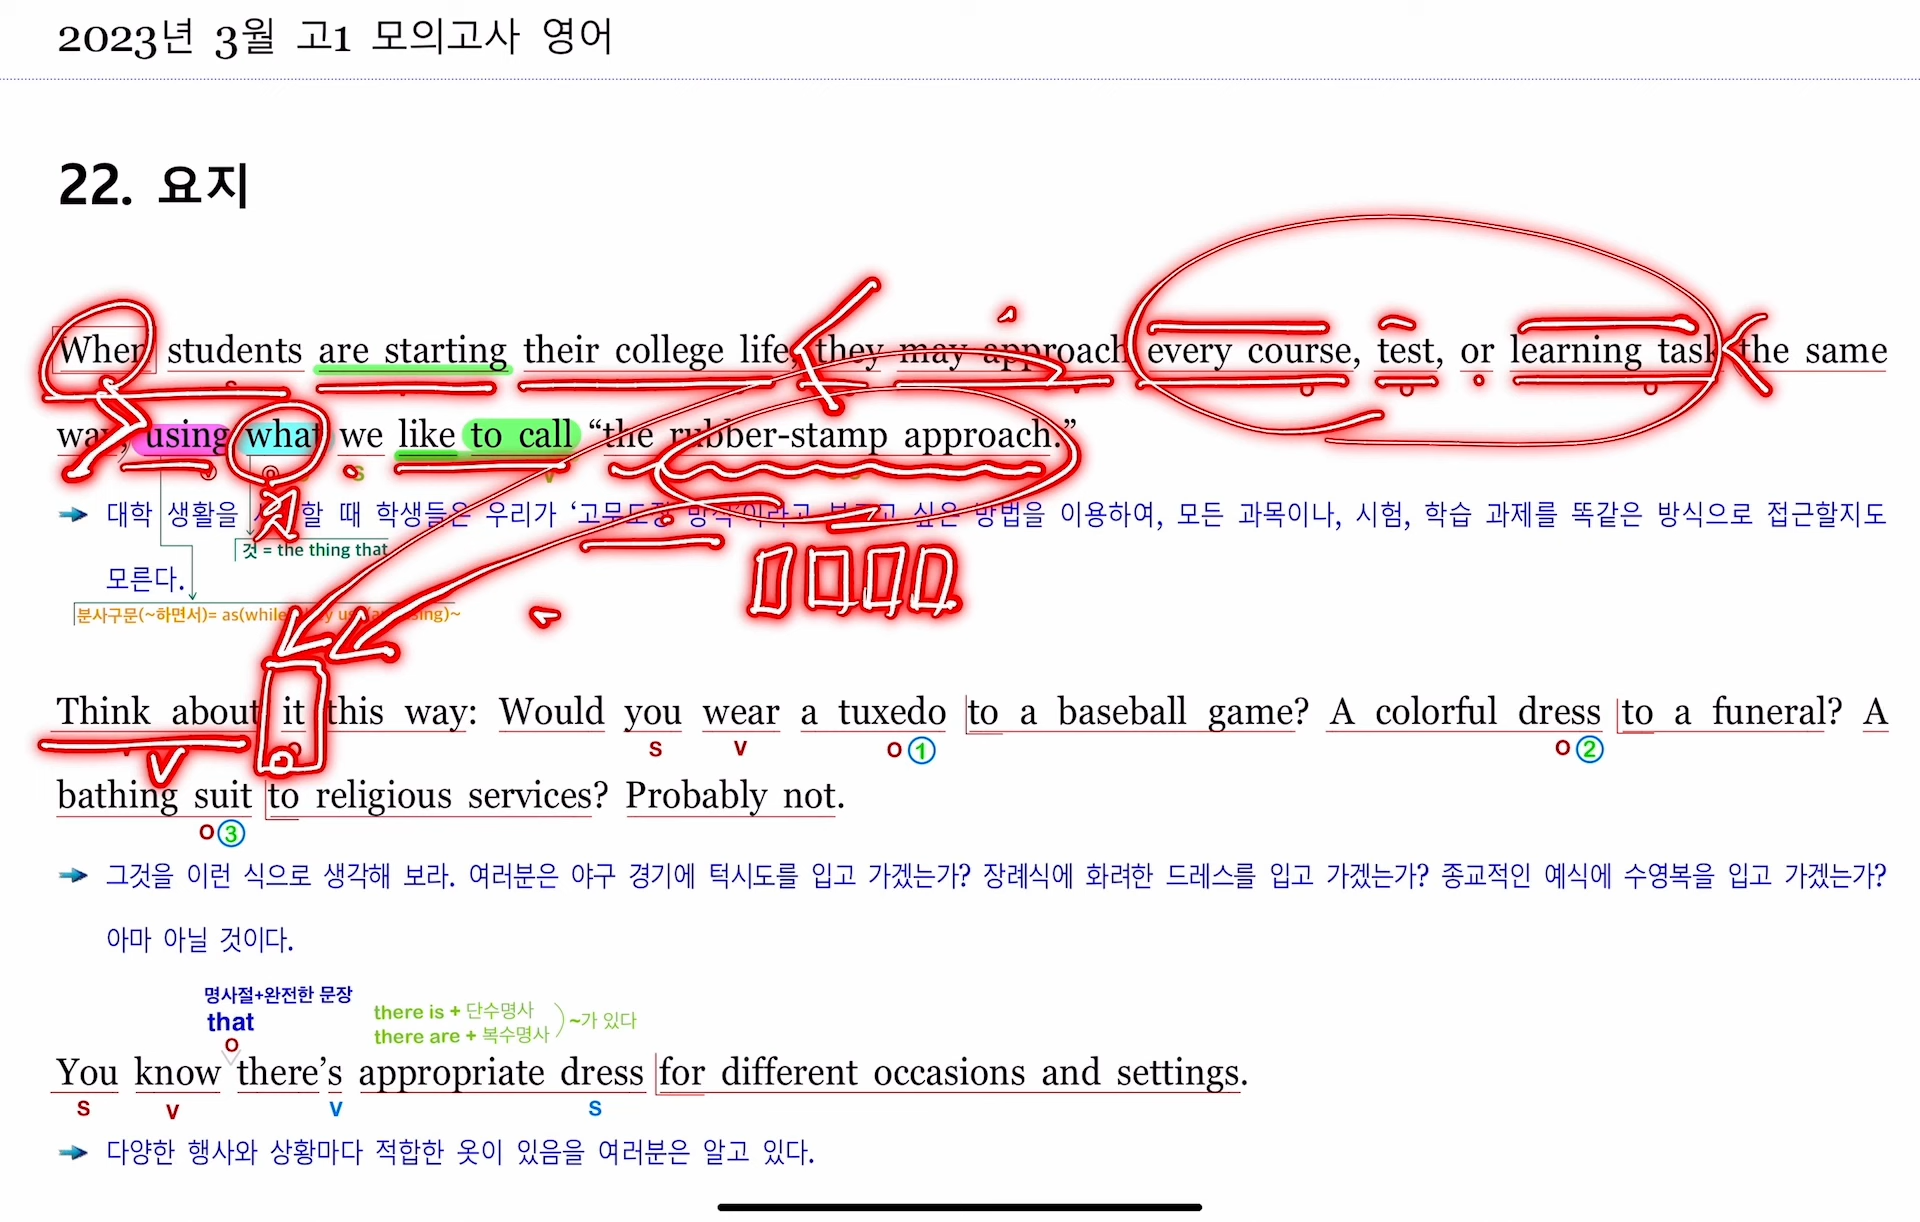 2023년 3월 고1 모의고사 영어
22. 요지
When students are starting their college life, they may approach every course, test, or learning task the same
way, using what we like to call “the rubber-stamp approach.”
대학 생활을 할 때 학생들은 우리가 ‘고무도장 방식’이라고 부르고 싶은 방법을 이용하여, 모든 과목이나, 시험, 학습 과제를 똑같은 방식으로 접근할지도
것 = the thing that
모른다.
분사구문(~하면서)= as(while) they use(are using)~
Think about it this way: Would you wear a tuxedo to a baseball game? A colorful dress to a funeral? A
S V O ① O ②
bathing suit to religious services? Probably not.
O ③
그것을 이런 식으로 생각해 보라. 여러분은 야구 경기에 턱시도를 입고 가겠는가? 장례식에 화려한 드레스를 입고 가겠는가? 종교적인 예식에 수영복을 입고 가겠는가?
아마 아닐 것이다.
명사절+완전한 문장
that
there is + 단수명사
there are + 복수명사
~가 있다
O
You know there’s appropriate dress for different occasions and settings.
S V V S
다양한 행사와 상황마다 적합한 옷이 있음을 여러분은 알고 있다.